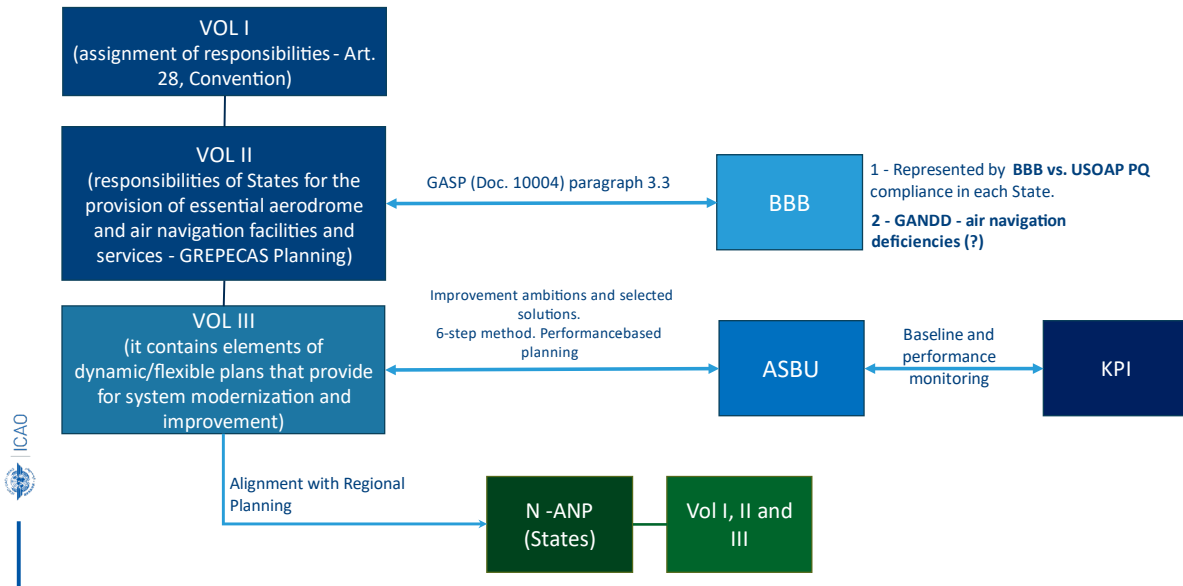 VOL I
(assignment of responsibilities - Art.
28, Convention)
VOL II
(responsibilities of States for the
provision of essential aerodrome
and air navigation facilities and
services - GREPECAS Planning)
GASP (Doc. 10004) paragraph 3.3
BBB
1 - Represented by BBB vs. USOAP PQ
compliance in each State.
2 - GANDD - air navigation
deficiencies (?)
VOL III
(it contains elements of
dynamic/flexible plans that provide
for system modernization and
improvement)
Improvement ambitions and selected
solutions.
6-step method. Performancebased
planning
ASBU
Baseline and
performance
monitoring
KPI
Alignment with Regional
Planning
N -ANP
(States)
Vol I, II and
III
ICAO